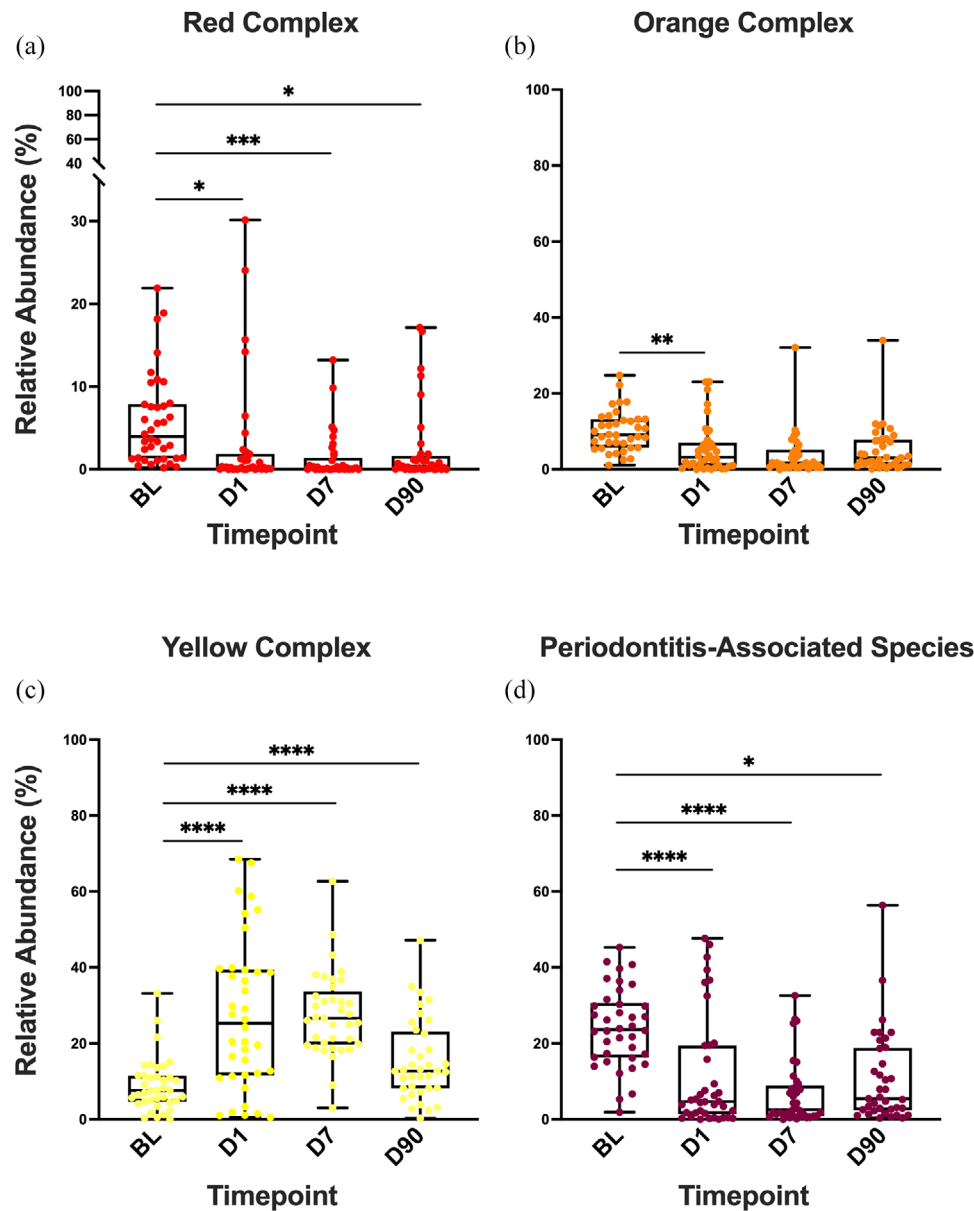 Red Complex
(a)
Relative Abundance (%)
100
80
60
40
30
20
10
0
*
***
*
BL
D1
D7
D90
Timepoint
Orange Complex
(b)
100
80
60
40
20
0
**
BL
D1
D7
D90
Timepoint
Yellow Complex
(c)
Relative Abundance (%)
100
80
60
40
20
0
****
****
****
BL
D1
D7
D90
Timepoint
Periodontitis-Associated Species
(d)
100
80
60
40
20
0
*
****
****
BL
D1
D7
D90
Timepoint